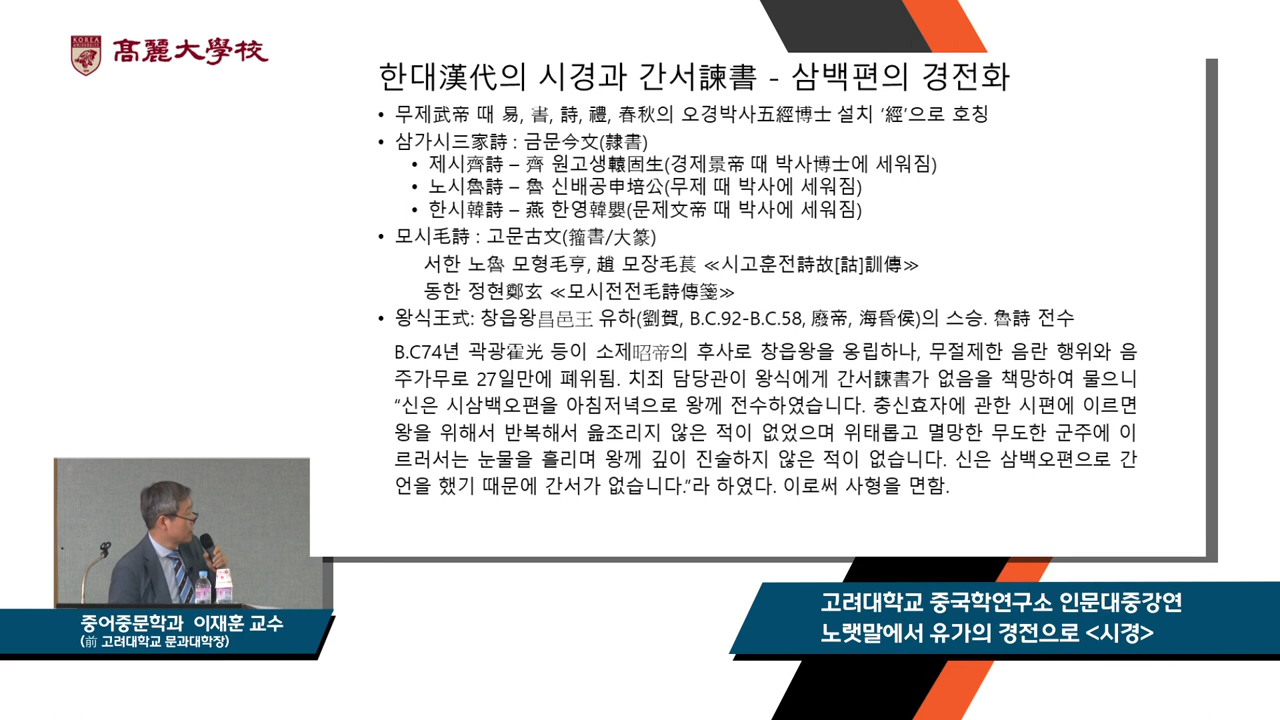 KOREA
UNIVERSITY
高麗大學校
한대漢代의 시경과 간서諫書 - 삼백편의 경전화
• 무제武帝 때 易, 書, 詩, 禮, 春秋의 오경박사五經博士 설치 ‘經’으로 호칭
• 삼가시三家詩 : 금문今文(隸書)
• 제시齊詩 – 齊 원고생轅固生(경제景帝 때 박사博士에 세워짐)
• 노시魯詩 – 魯 신배공申培公(무제 때 박사에 세워짐)
• 한시韓詩 – 燕 한영韓嬰(문제文帝 때 박사에 세워짐)
• 모시毛詩 : 고문古文(籀書/大篆)
서한 노魯 모형毛亨, 趙 모장毛萇 ≪시고훈전詩故[詁]訓傳≫
동한 정현鄭玄 ≪모시전전毛詩傳箋≫
• 왕식王式: 창읍왕昌邑王 유하(劉賀, B.C.92-B.C.58, 廢帝, 海昏侯)의 스승. 魯詩 전수
B.C74년 곽광霍光 등이 소제昭帝의 후사로 창읍왕을 옹립하나, 무절제한 음란 행위와 음
주가무로 27일만에 폐위됨. 치죄 담당관이 왕식에게 간서諫書가 없음을 책망하여 물으니
“신은 시삼백오편을 아침저녁으로 왕께 전수하였습니다. 충신효자에 관한 시편에 이르면
왕을 위해서 반복해서 읊조리지 않은 적이 없었으며 위태롭고 멸망한 무도한 군주에 이
르러서는 눈물을 흘리며 왕께 깊이 진술하지 않은 적이 없습니다. 신은 삼백오편으로 간
언을 했기 때문에 간서가 없습니다.”라 하였다. 이로써 사형을 면함.
중어중문학과 이재훈 교수
(前 고려대학교 문과대학장)
고려대학교 중국학연구소 인문대중강연
노랫말에서 유가의 경전으로 <시경>